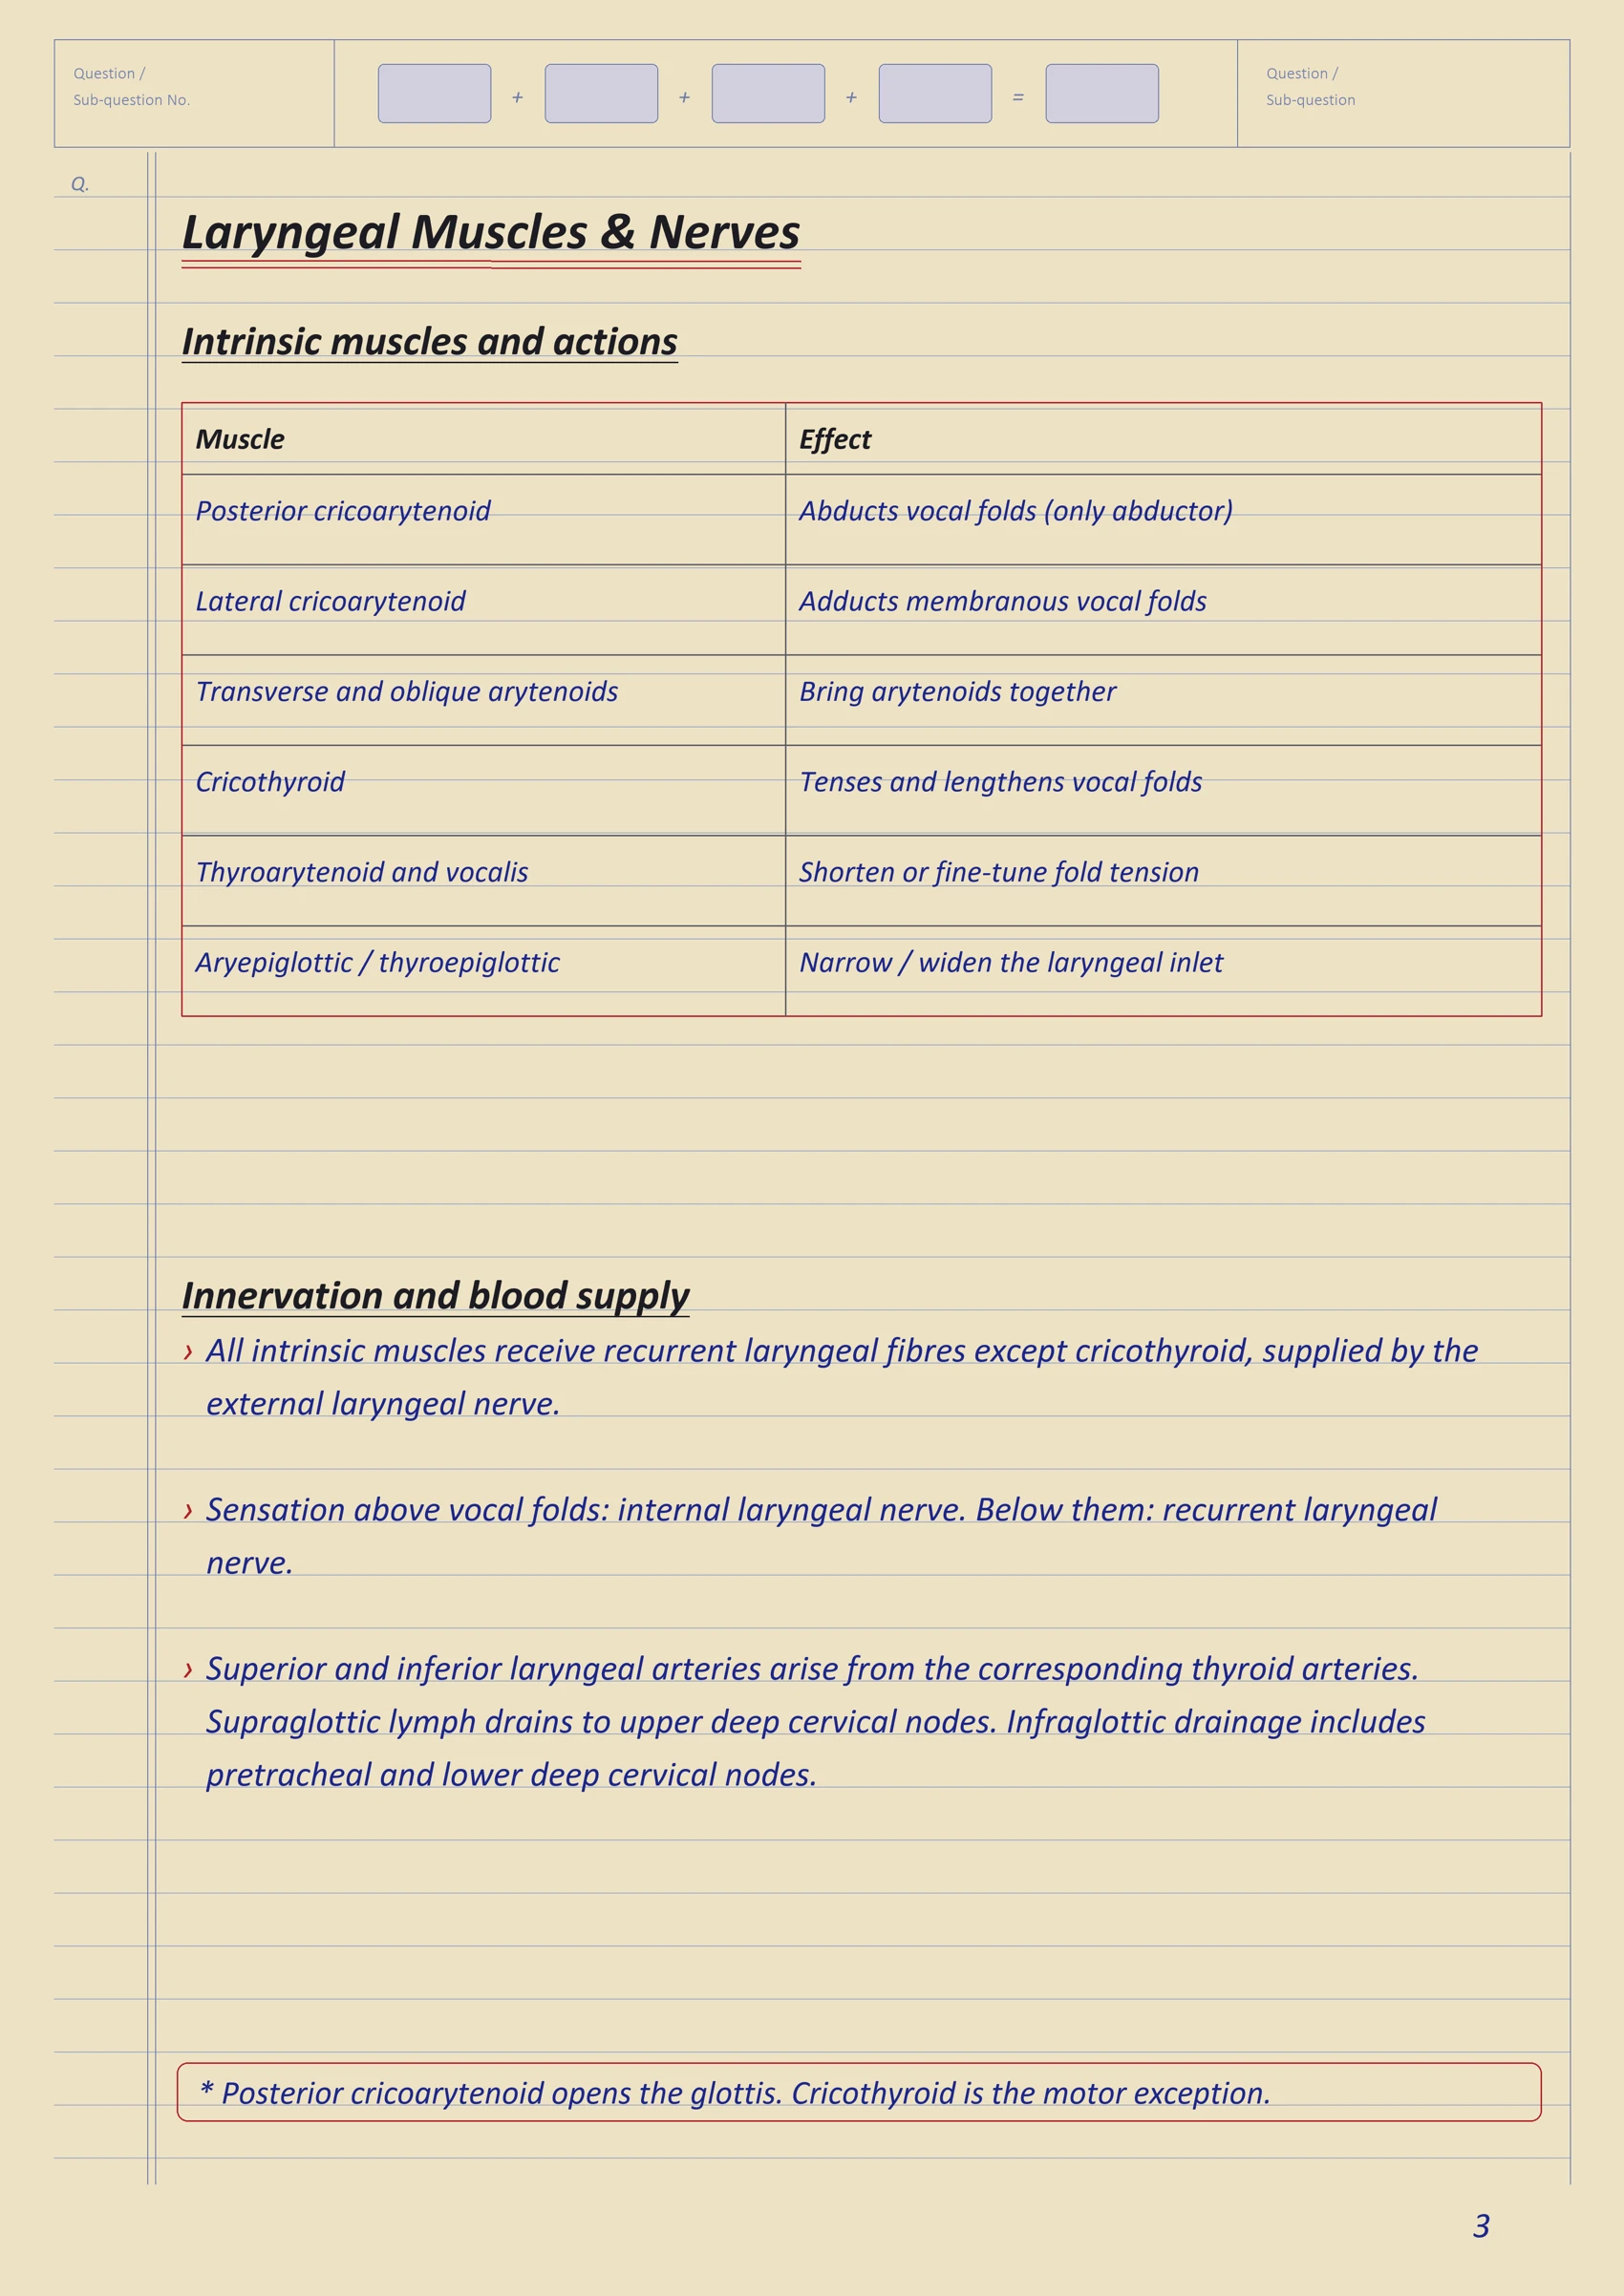 Question /
Sub-question No.
+ + + =
Question /
Sub-question
Q.
Laryngeal Muscles & Nerves
Intrinsic muscles and actions
Muscle Effect
Posterior cricoarytenoid Abducts vocal folds (only abductor)
Lateral cricoarytenoid Adducts membranous vocal folds
Transverse and oblique arytenoids Bring arytenoids together
Cricothyroid Tenses and lengthens vocal folds
Thyroarytenoid and vocalis Shorten or fine-tune fold tension
Aryepiglottic / thyroepiglottic Narrow / widen the laryngeal inlet
Innervation and blood supply
› All intrinsic muscles receive recurrent laryngeal fibres except cricothyroid, supplied by the
external laryngeal nerve.
› Sensation above vocal folds: internal laryngeal nerve. Below them: recurrent laryngeal
nerve.
› Superior and inferior laryngeal arteries arise from the corresponding thyroid arteries.
Supraglottic lymph drains to upper deep cervical nodes. Infraglottic drainage includes
pretracheal and lower deep cervical nodes.
* Posterior cricoarytenoid opens the glottis. Cricothyroid is the motor exception.
3